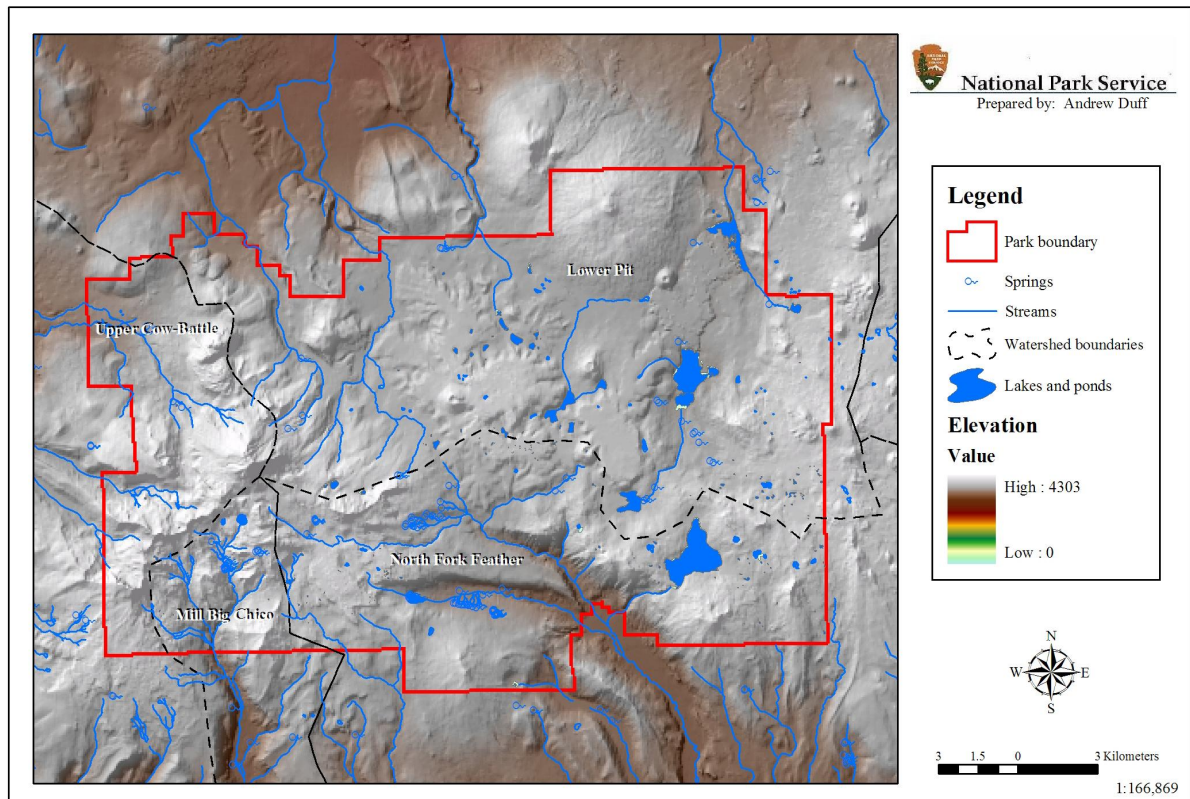 National Park Service
Prepared by: Andrew Duff
Lower Pit
Upper Cow-Battle
North Fork Feather
Mill Big Chico
Legend
Park boundary
Springs
Streams
Watershed boundaries
Lakes and ponds
Elevation
Value
High : 4303
Low : 0
N
W E
S
3 1.5 0 3 Kilometers
1:166,869